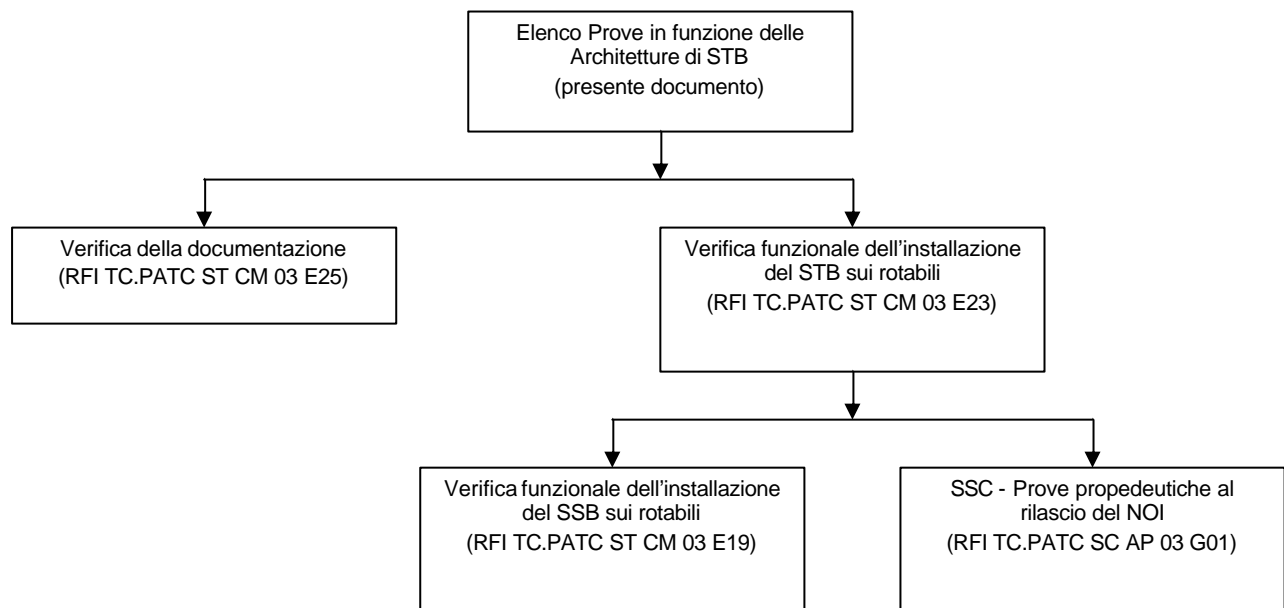 Elenco Prove in funzione delle
Architetture di STB
(presente documento)
Verifica della documentazione
(RFI TC.PATC ST CM 03 E25)
Verifica funzionale dell'installazione
del STB sui rotabili
(RFI TC.PATC ST CM 03 E23)
Verifica funzionale dell'installazione
del SSB sui rotabili
(RFI TC.PATC ST CM 03 E19)
SSC - Prove propedeutiche al
rilascio del NOI
(RFI TC.PATC SC AP 03 G01)